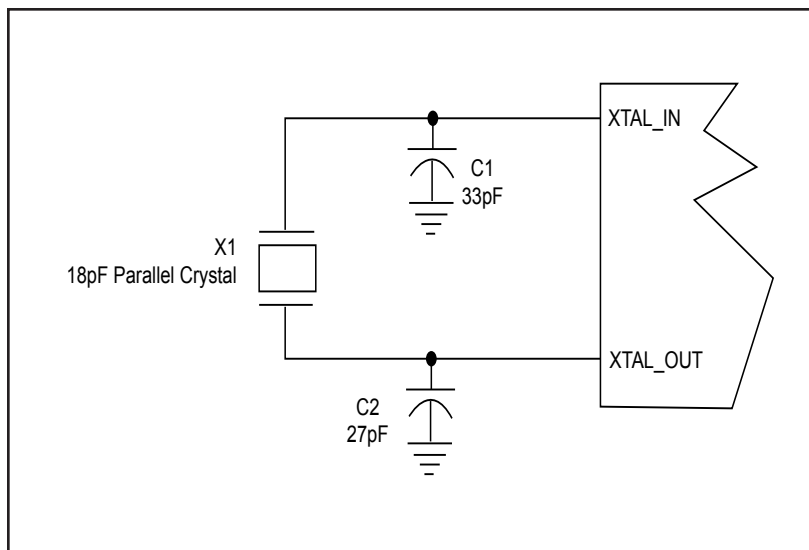 XTAL_IN
C1
33pF
X1
18pF Parallel Crystal
XTAL_OUT
C2
27pF